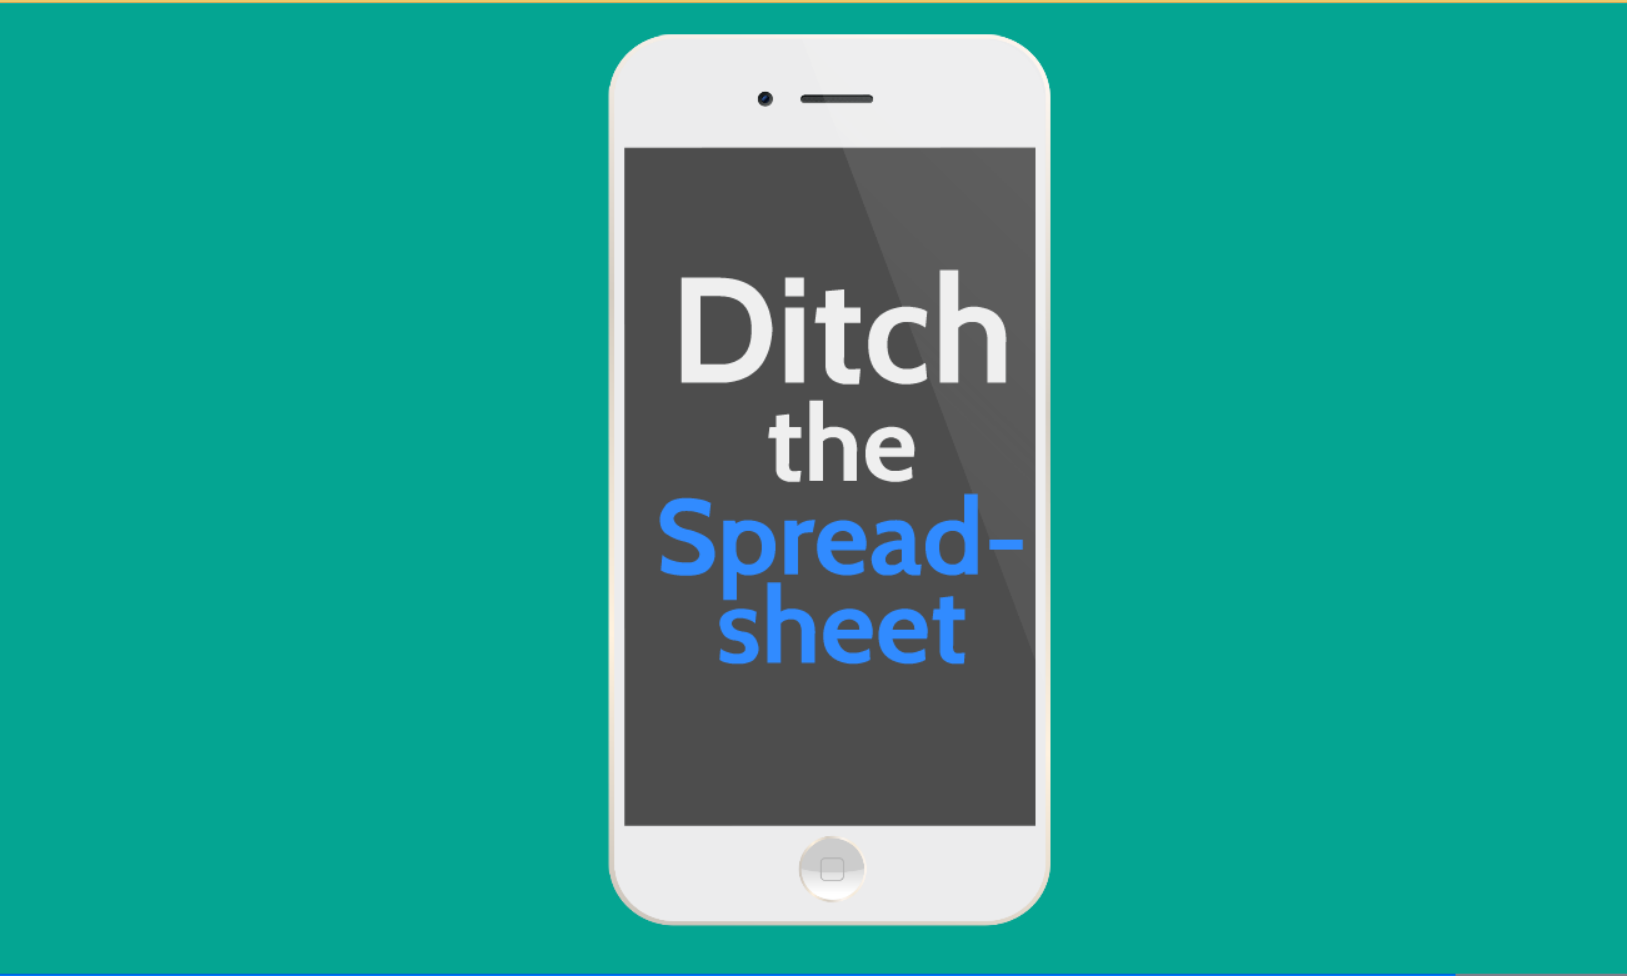 Ditch
the
Spread-
sheet